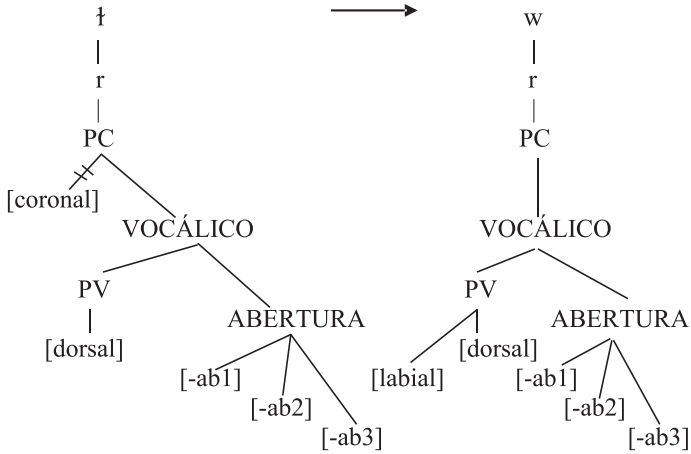 ɫ w
r r
PC PC
[coronal]
VOCÁLICO VOCÁLICO
PV PV
ABERTURA ABERTURA
[dorsal] [dorsal]
[-ab1] [labial] [-ab1]
[-ab2] [-ab2]
[-ab3] [-ab3]